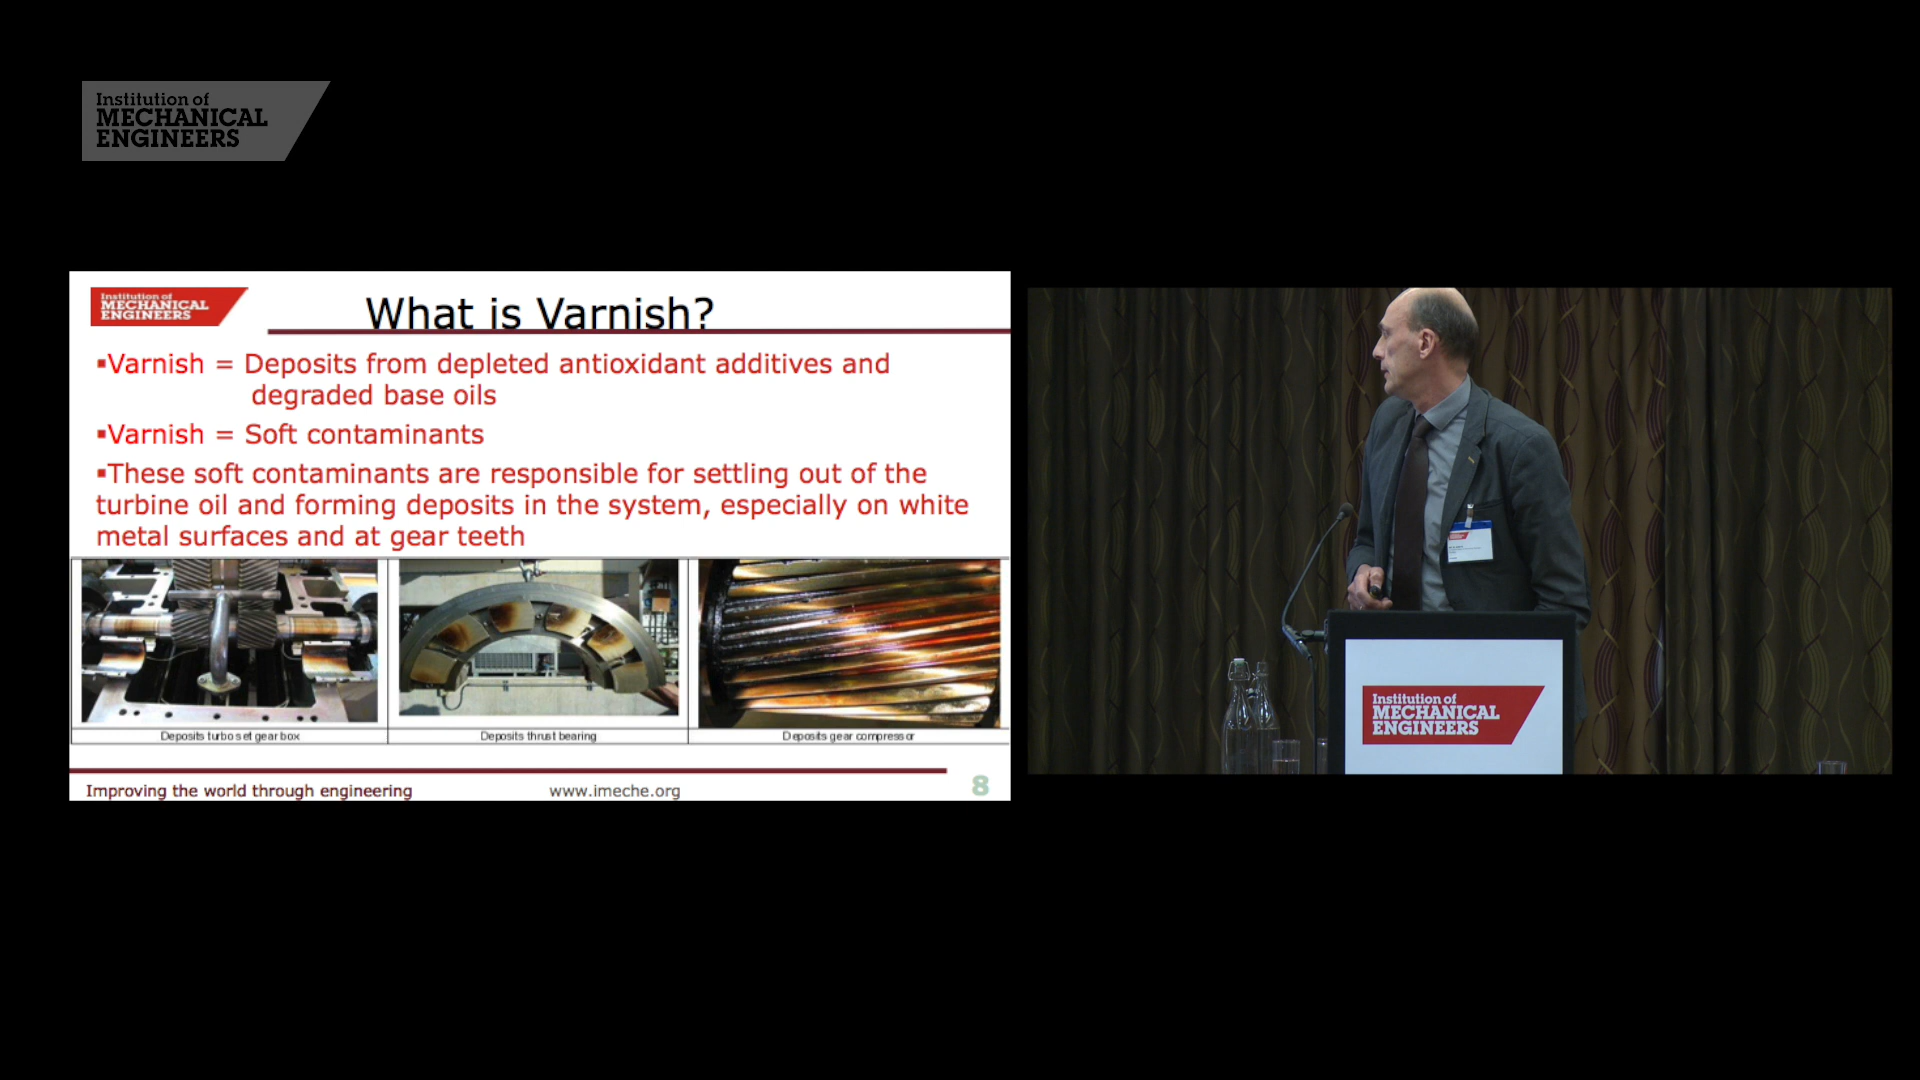 Institution of
MECHANICAL
ENGINEERS
Institution of
MECHANICAL
ENGINEERS
What is Varnish?
▪Varnish = Deposits from depleted antioxidant additives and
degraded base oils
▪Varnish = Soft contaminants
▪These soft contaminants are responsible for settling out of the
turbine oil and forming deposits in the system, especially on white
metal surfaces and at gear teeth
Deposits turbo set gear box
Deposits thrust bearing
Deposits gear compressor
Improving the world through engineering
www.imeche.org
8
Institution of
MECHANICAL
ENGINEERS